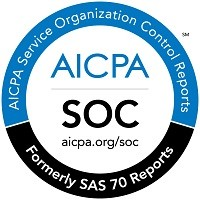 AICPA Service Organization Control Reports
SM
AICPA
SOC
aicpa.org/soc
Formerly SAS 70 Reports